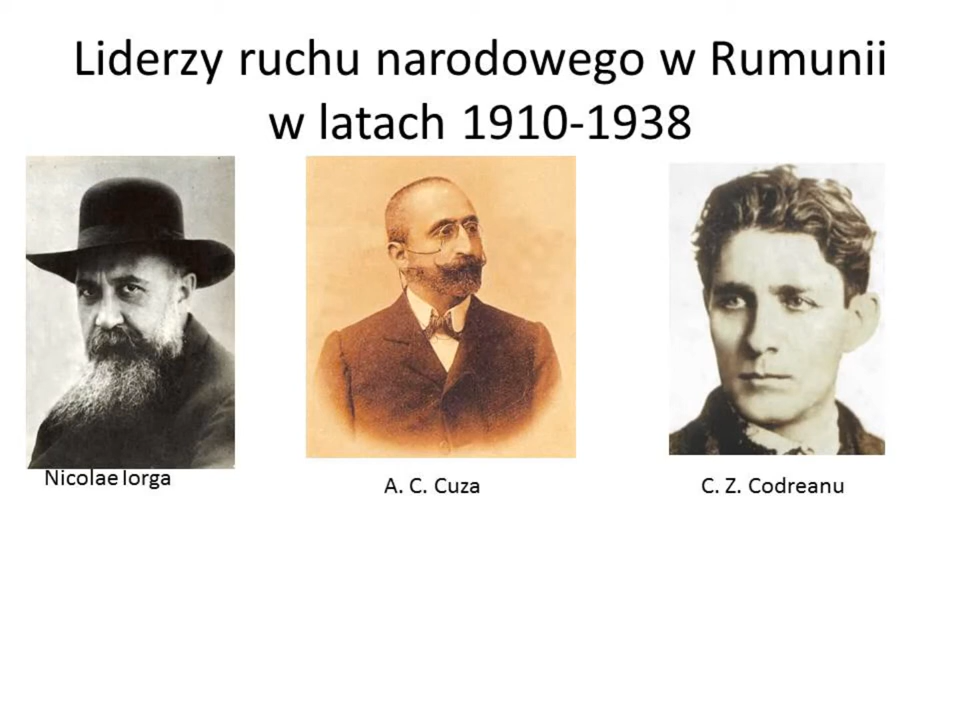 Liderzy ruchu narodowego w Rumunii
w latach 1910-1938
Nicolae Iorga
A. C. Cuza
C. Z. Codreanu